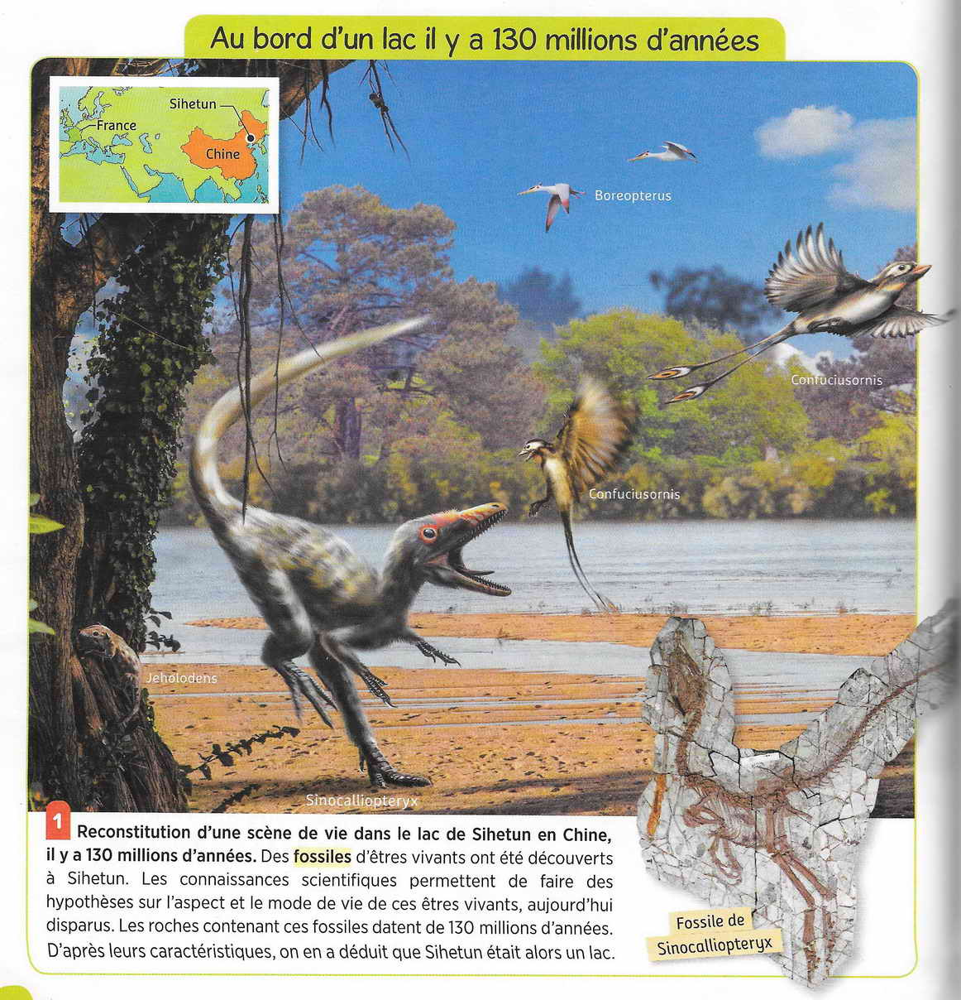 Au bord d'un lac il y a 130 millions d'années
Sihetun
France
Chine
Boreopterus
Confuciusornis
Confuciusornis
Jeholodens
Sinocalliopteryx
1 Reconstitution d'une scène de vie dans le lac de Sihetun en Chine,
il y a 130 millions d'années. Des fossiles d'êtres vivants ont été découverts
à Sihetun. Les connaissances scientifiques permettent de faire des
hypothèses sur l'aspect et le mode de vie de ces êtres vivants, aujourd'hui
disparus. Les roches contenant ces fossiles datent de 130 millions d'années.
D'après leurs caractéristiques, on en a déduit que Sihetun était alors un lac.
Fossile de
Sinocalliopteryx